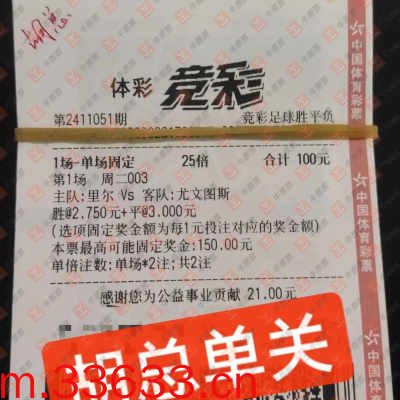 胡总
体彩 竞彩
第2411051期 竞彩足球胜平负
1场-单场固定 25倍 合计 100元
第1场 周二003
主队:里尔 Vs 客队:尤文图斯
胜@2.750元+平@3.000元
(选项固定奖金额为每1元投注对应的奖金额)
本票最高可能固定奖金:150.00元
单倍注数:单场*2注;共2注
感谢您为公益事业贡献 21.00元
胡总单关
m.33633.cn
中国体育彩票
中国体育彩票